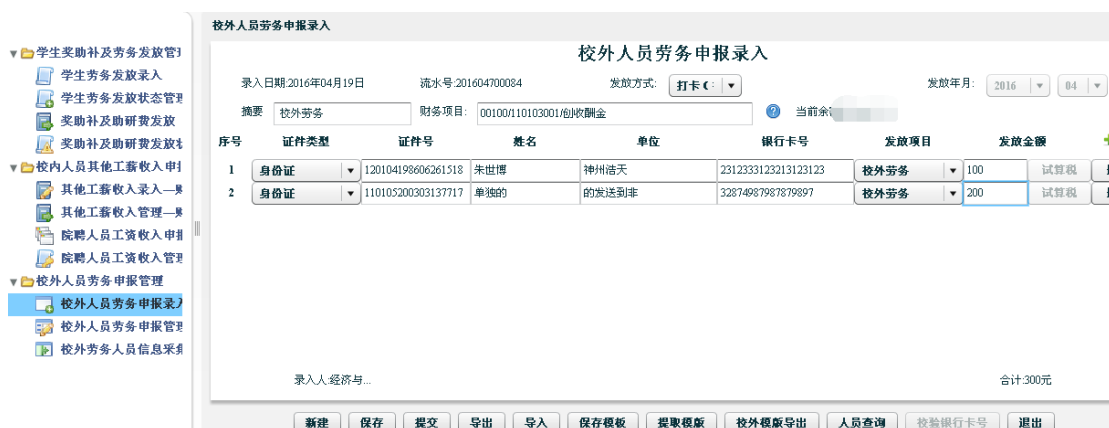 校外人员劳务申报录入
学生奖助补及劳务发放管理
学生劳务发放录入
学生劳务发放状态管理
奖助补及助研费发放
奖助补及助研费发放
校内人员其他工薪收入申报
其他工薪收入录入—
其他工薪收入管理—
院聘人员工资收入申报
院聘人员工资收入管理
校外人员劳务申报管理
校外人员劳务申报录入
校外人员劳务申报管理
校外劳务人员信息采集
校外人员劳务申报录入
录入日期:2016年04月19日 流水号:201604700084 发放方式: 打卡( 发放年月: 2016 04
摘要 校外劳务 财务项目: 00100/110103001/创收酬金 当前余
序号 证件类型 证件号 姓名 单位 银行卡号 发放项目 发放金额
1 身份证 120104198606261518 朱世博 神州浩天 2312333123213123123 校外劳务 100 试算税
2 身份证 110105200303137717 单独的 的发送到非 32874987987879897 校外劳务 200 试算税
录入人:经济与... 合计:300元
新建 保存 提交 导出 导入 保存模板 提取模版 校外模版导出 人员查询 校验银行卡号 退出